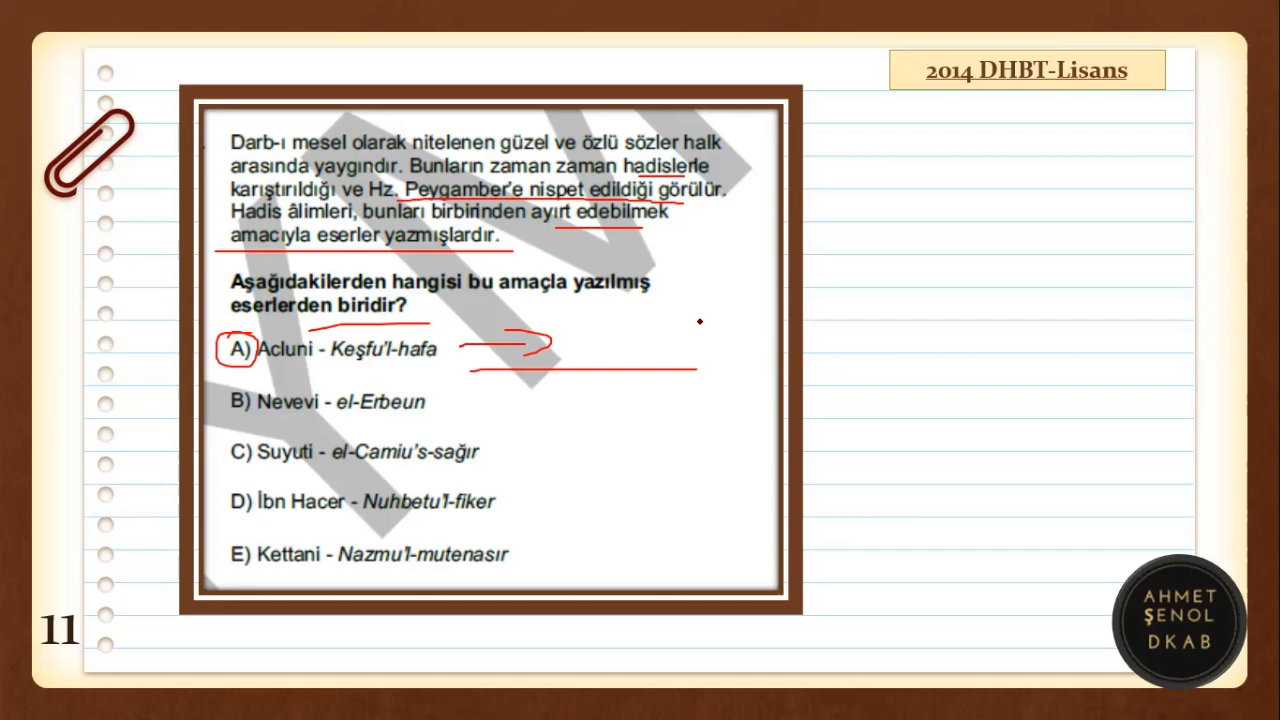 2014 DHBT-Lisans
Darb-ı mesel olarak nitelenen güzel ve özlü sözler halk
arasında yaygındır. Bunların zaman zaman hadislerle
karıştırıldığı ve Hz. Peygamber'e nispet edildiği görülür.
Hadis âlimleri, bunları birbirinden ayırt edebilmek
amacıyla eserler yazmışlardır.
Aşağıdakilerden hangisi bu amaçla yazılmış
eserlerden biridir?
A) Acluni - Keşfu'l-hafa
B) Nevevi - el-Erbeun
C) Suyuti - el-Camiu's-sağır
D) İbn Hacer - Nuhbetu'l-fiker
E) Kettani - Nazmu'l-mutenasır
11
AHMET
ŞENOL
DKAB